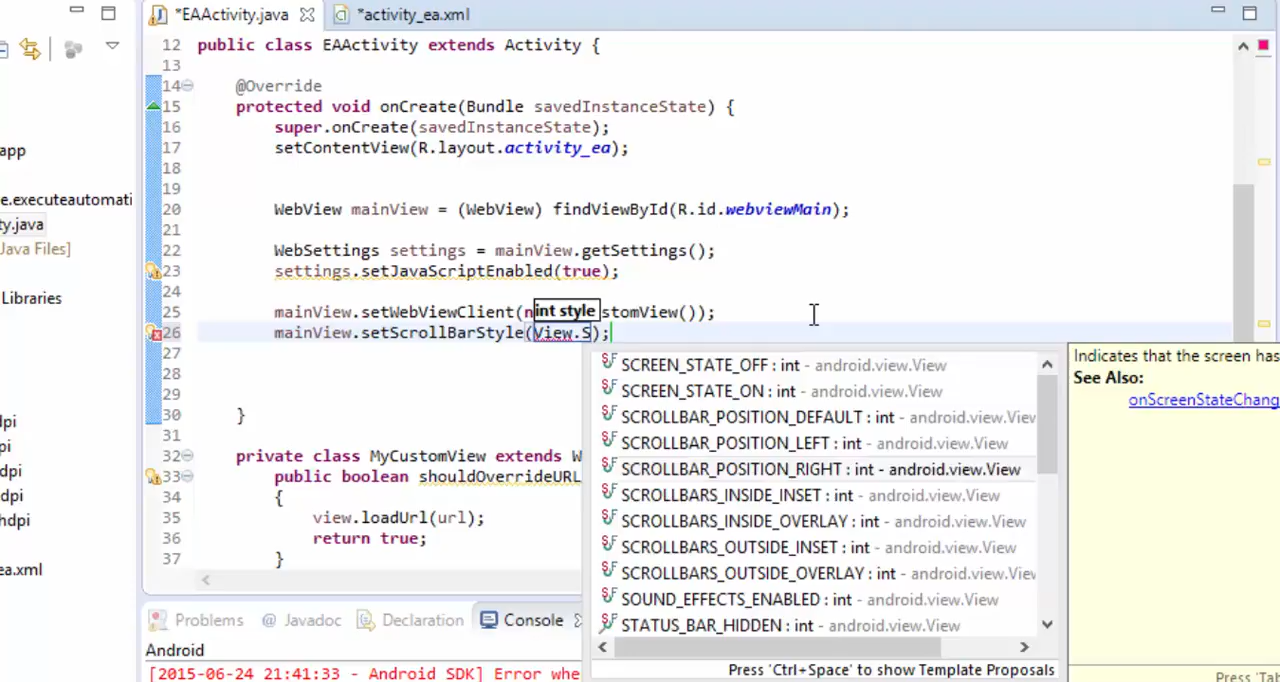 *EAActivity.java
*activity_ea.xml
12 public class EAActivity extends Activity {
13
14 @Override
15 protected void onCreate(Bundle savedInstanceState) {
16 super.onCreate(savedInstanceState);
17 setContentView(R.layout.activity_ea);
18
19
20 WebView mainView = (WebView) findViewById(R.id.webviewMain);
21
22 WebSettings settings = mainView.getSettings();
23 settings.setJavaScriptEnabled(true);
24
25 mainView.setWebViewClient(n int style stomView());
26 mainView.setScrollBarStyle(View.S);
27
28
29
30 }
31
32 private class MyCustomView extends W
33 public boolean shouldOverrideURL
34 {
35 view.loadUrl(url);
36 return true;
37 }
app
e.executeautomati
ty.java
Java Files]
Libraries
dpi
pi
dpi
dpi
hdpi
ea.xml
SCREEN_STATE_OFF : int - android.view.View
SCREEN_STATE_ON : int - android.view.View
SCROLLBAR_POSITION_DEFAULT : int - android.view.View
SCROLLBAR_POSITION_LEFT : int - android.view.View
SCROLLBAR_POSITION_RIGHT : int - android.view.View
SCROLLBARS_INSIDE_INSET : int - android.view.View
SCROLLBARS_INSIDE_OVERLAY : int - android.view.View
SCROLLBARS_OUTSIDE_INSET : int - android.view.View
SCROLLBARS_OUTSIDE_OVERLAY : int - android.view.View
SOUND_EFFECTS_ENABLED : int - android.view.View
STATUS_BAR_HIDDEN : int - android.view.View
Press 'Ctrl+Space' to show Template Proposals
Indicates that the screen has
See Also:
onScreenStateChang
Press 'Tab
Problems @ Javadoc Declaration Console
Android
[2015-06-24 21:41:33 - Android SDK] Error whe